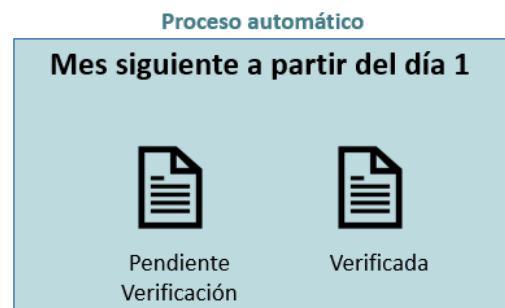 Proceso automático
Mes siguiente a partir del día 1
Pendiente
Verificación
Verificada